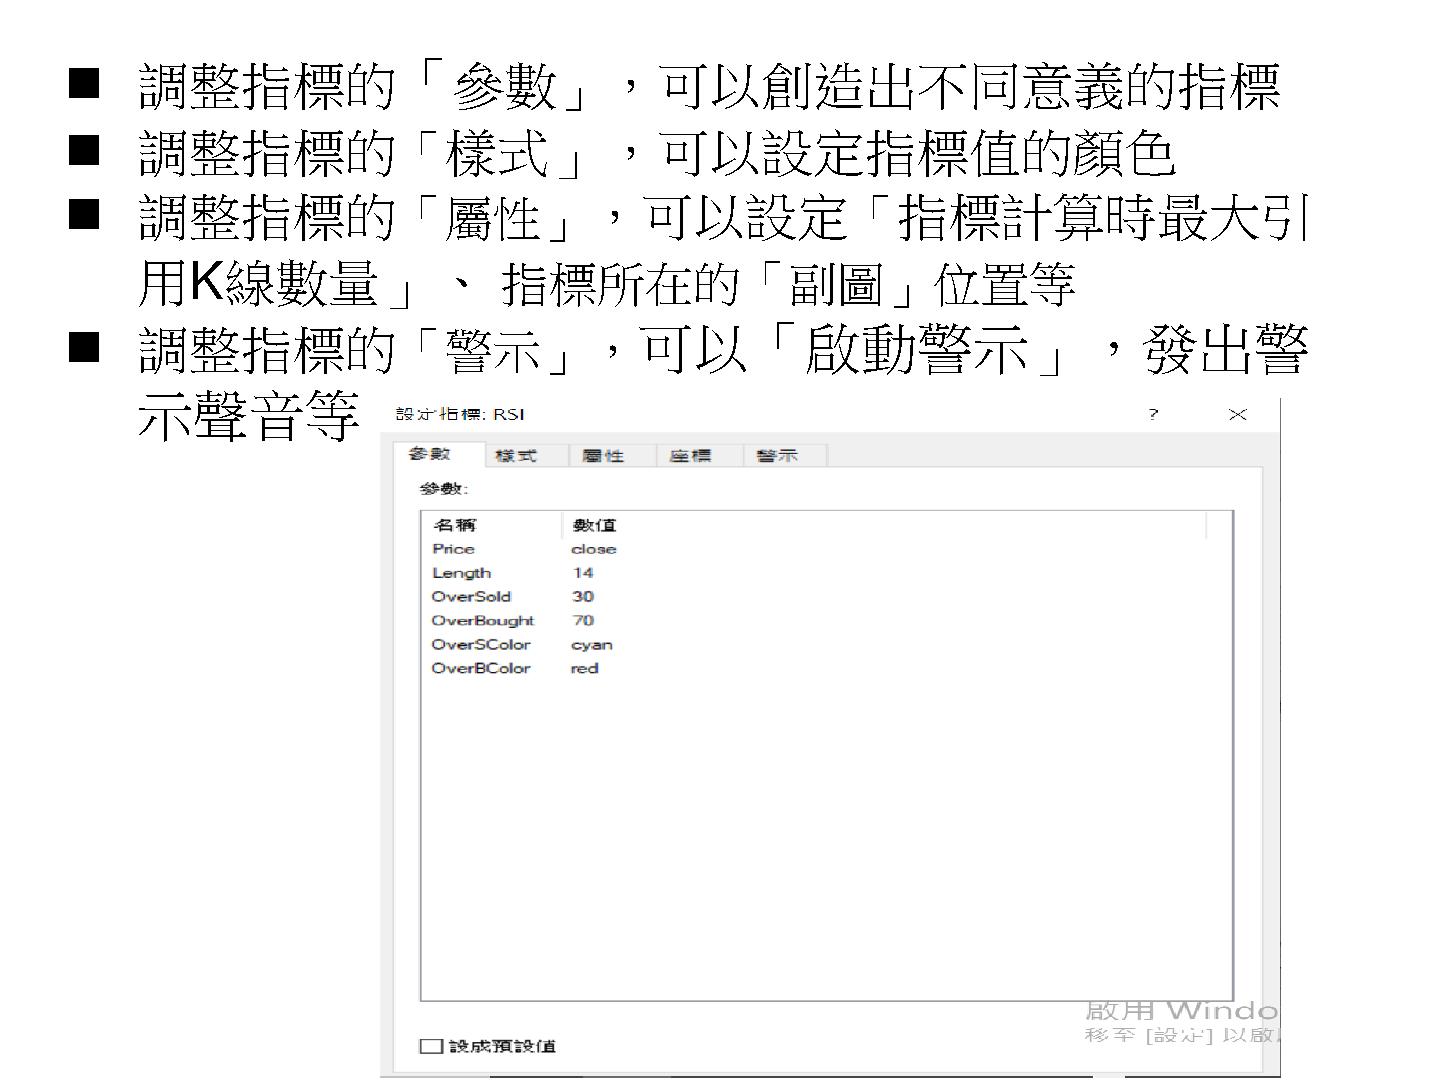 ■ 調整指標的「參數」，可以創造出不同意義的指標
■ 調整指標的「樣式」，可以設定指標值的顏色
■ 調整指標的「屬性」，可以設定「指標計算時最大引
用K線數量」、 指標所在的「副圖」位置等
■ 調整指標的「警示」，可以「啟動警示」，發出警
示聲音等
設定指標: RSI ? ×
參數 樣式 屬性 座標 警示
參數:
名稱 數值
Price close
Length 14
OverSold 30
OverBought 70
OverSColor cyan
OverBColor red
啟用 Windo
移至 [設定] 以啟
設成預設值